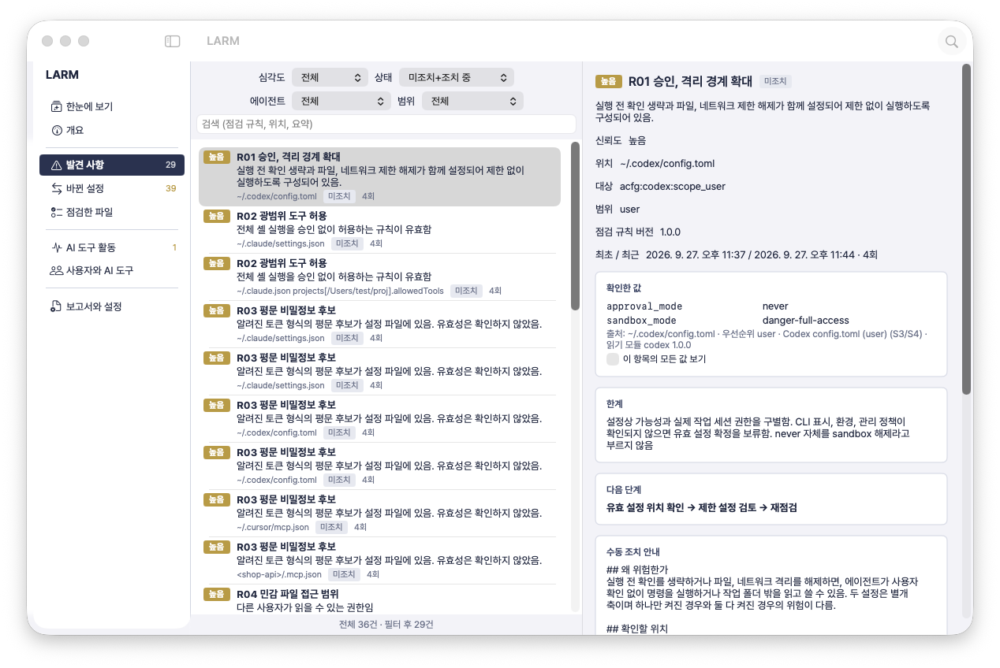 LARM
LARM
한눈에 보기
개요
발견 사항 29
바뀐 설정 39
점검한 파일
AI 도구 활동 1
사용자와 AI 도구
보고서와 설정
심각도 전체 상태 미조치+조치 중
에이전트 전체 범위 전체
검색 (점검 규칙, 위치, 요약)
높음 R01 승인, 격리 경계 확대
실행 전 확인 생략과 파일, 네트워크 제한 해제가 함께 설정되어 제한 없이
실행하도록 구성되어 있음.
~/.codex/config.toml 미조치 4회
높음 R02 광범위 도구 허용
전체 셸 실행을 승인 없이 허용하는 규칙이 유효함
~/.claude/settings.json 미조치 4회
높음 R02 광범위 도구 허용
전체 셸 실행을 승인 없이 허용하는 규칙이 유효함
~/.claude.json projects[/Users/test/proj].allowedTools 미조치 4회
높음 R03 평문 비밀정보 후보
알려진 토큰 형식의 평문 후보가 설정 파일에 있음. 유효성은 확인하지 않았음.
~/.claude/settings.json 미조치 4회
높음 R03 평문 비밀정보 후보
알려진 토큰 형식의 평문 후보가 설정 파일에 있음. 유효성은 확인하지 않았음.
~/.claude/settings.json 미조치 4회
높음 R03 평문 비밀정보 후보
알려진 토큰 형식의 평문 후보가 설정 파일에 있음. 유효성은 확인하지 않았음.
~/.codex/config.toml 미조치 4회
높음 R03 평문 비밀정보 후보
알려진 토큰 형식의 평문 후보가 설정 파일에 있음. 유효성은 확인하지 않았음.
~/.codex/config.toml 미조치 4회
높음 R03 평문 비밀정보 후보
알려진 토큰 형식의 평문 후보가 설정 파일에 있음. 유효성은 확인하지 않았음.
~/.cursor/mcp.json 미조치 4회
높음 R03 평문 비밀정보 후보
알려진 토큰 형식의 평문 후보가 설정 파일에 있음. 유효성은 확인하지 않았음.
<shop-api>/.mcp.json 미조치 4회
높음 R04 민감 파일 접근 범위
다른 사용자가 읽을 수 있는 권한임
전체 36건 · 필터 후 29건
높음 R01 승인, 격리 경계 확대 미조치
실행 전 확인 생략과 파일, 네트워크 제한 해제가 함께 설정되어 제한 없이 실행하도록
구성되어 있음.
신뢰도 높음
위치 ~/.codex/config.toml
대상 acfg:codex:scope_user
범위 user
점검 규칙 버전 1.0.0
최초 / 최근 2026. 9. 27. 오후 11:37 / 2026. 9. 27. 오후 11:44 · 4회
확인한 값
approval_mode never
sandbox_mode danger-full-access
출처: ~/.codex/config.toml · 우선순위 user · Codex config.toml (user) (S3/S4) ·
읽기 모듈 codex 1.0.0
이 항목의 모든 값 보기
한계
설정상 가능성과 실제 작업 세션 권한을 구별함. CLI 표시, 환경, 관리 정책이
확인되지 않으면 유효 설정 확정을 보류함. never 자체를 sandbox 해제라고
부르지 않음
다음 단계
유효 설정 위치 확인 → 제한 설정 검토 → 재점검
수동 조치 안내
## 왜 위험한가
실행 전 확인을 생략하거나 파일, 네트워크 격리를 해제하면, 에이전트가 사용자
확인 없이 명령을 실행하거나 작업 폴더 밖을 읽고 쓸 수 있음. 두 설정은 별개
축이며 하나만 켜진 경우와 둘 다 켜진 경우의 위험이 다름.
## 확인할 위치